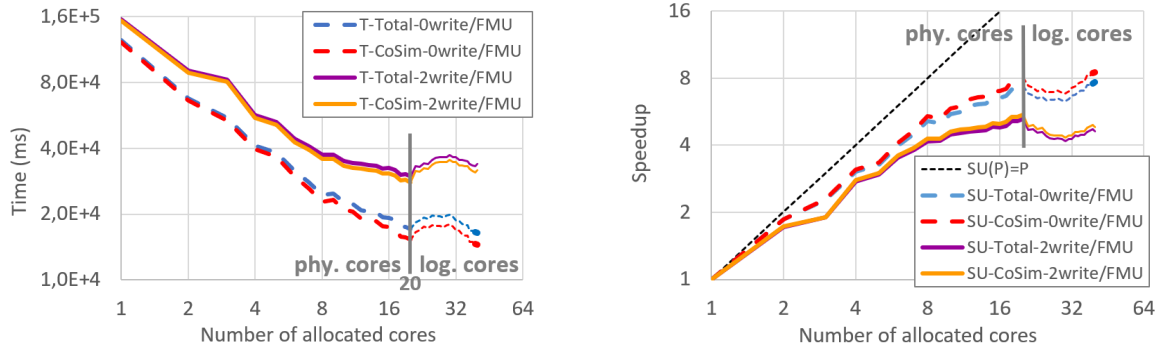 1,6E+5
8,0E+4
4,0E+4
2,0E+4
1,0E+4
Time (ms)
T-Total-0write/FMU
T-CoSim-0write/FMU
T-Total-2write/FMU
T-CoSim-2write/FMU
phy. cores log. cores
20
1 2 4 8 16 32 64
Number of allocated cores
16
8
4
2
1
Speedup
phy. cores log. cores
SU(P)=P
SU-Total-0write/FMU
SU-CoSim-0write/FMU
SU-Total-2write/FMU
SU-CoSim-2write/FMU
1 2 4 8 16 32 64
Number of allocated cores